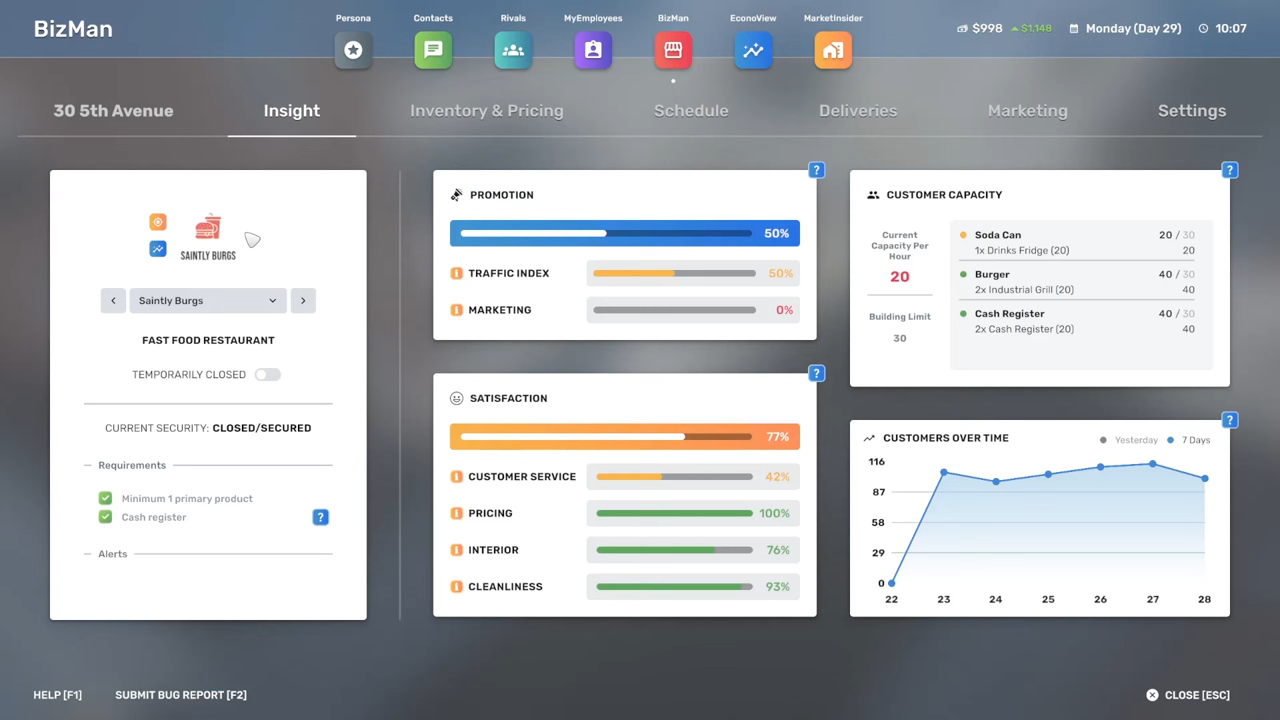 BizMan
Persona
Contacts
Rivals
MyEmployees
BizMan
EconoView
MarketInsider
$998
$1,148
Monday (Day 29)
10:07
30 5th Avenue
Insight
Inventory & Pricing
Schedule
Deliveries
Marketing
Settings
SAINTLY BURGS
Saintly Burgs
FAST FOOD RESTAURANT
TEMPORARILY CLOSED
CURRENT SECURITY: CLOSED/SECURED
Requirements
Minimum 1 primary product
Cash register
?
Alerts
?
PROMOTION
50%
TRAFFIC INDEX
50%
MARKETING
0%
?
SATISFACTION
77%
CUSTOMER SERVICE
42%
PRICING
100%
INTERIOR
76%
CLEANLINESS
93%
?
CUSTOMER CAPACITY
Current
Capacity Per
Hour
20
Building Limit
30
Soda Can 20 / 30
1x Drinks Fridge (20) 20
Burger 40 / 30
2x Industrial Grill (20) 40
Cash Register 40 / 30
2x Cash Register (20) 40
?
CUSTOMERS OVER TIME
Yesterday
7 Days
116
87
58
29
0
22 23 24 25 26 27 28
HELP [F1]
SUBMIT BUG REPORT [F2]
CLOSE [ESC]